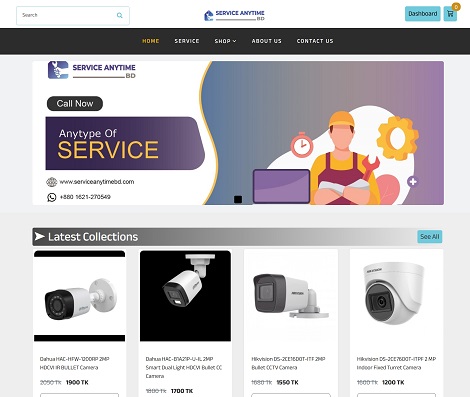 Search
SERVICE ANYTIME
BD
Dashboard
0
HOME
SERVICE
SHOP
ABOUT US
CONTACT US
SERVICE ANYTIME
BD
Call Now
Anytype Of
SERVICE
www.serviceanytimebd.com
+880 1621-270549
Latest Collections
See All
Dahua HAC-HFW-1200RP 2MP
HDCVI IR BULLET Camera
2050 TK 1900 TK
Dahua HAC-B1A21P-U-IL 2MP
Smart Dual Light HDCVI Bullet CC
Camera
1800 TK 1700 TK
HIKVISION
Hikvision DS-2CE16D0T-ITF 2MP
Bullet CCTV Camera
1650 TK 1550 TK
HIKVISION
Hikvision DS-2CE76D0T-ITPF 2 MP
Indoor Fixed Turret Camera
1600 TK 1200 TK